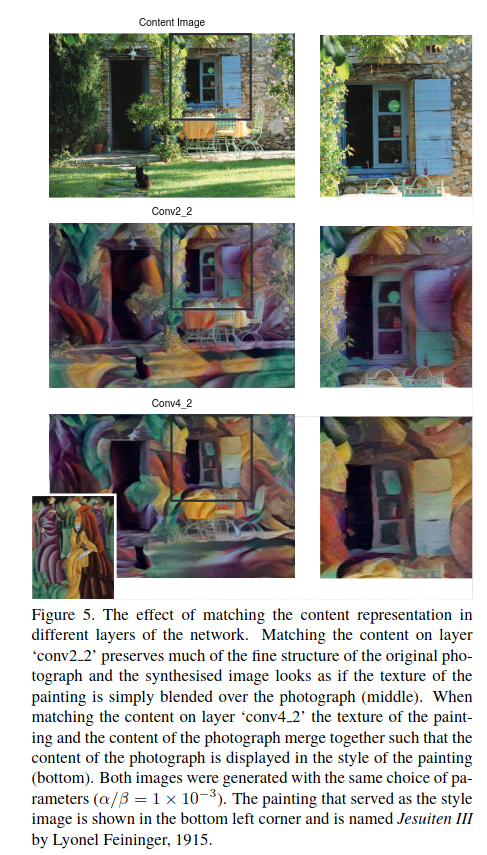 Content Image
Conv2_2
Conv4_2
Figure 5. The effect of matching the content representation in
different layers of the network. Matching the content on layer
‘conv2_2’ preserves much of the fine structure of the original pho-
tograph and the synthesised image looks as if the texture of the
painting is simply blended over the photograph (middle). When
matching the content on layer ‘conv4_2’ the texture of the paint-
ing and the content of the photograph merge together such that the
content of the photograph is displayed in the style of the painting
(bottom). Both images were generated with the same choice of pa-
rameters (α/β = 1 × 10⁻³). The painting that served as the style
image is shown in the bottom left corner and is named Jesuiten III
by Lyonel Feininger, 1915.